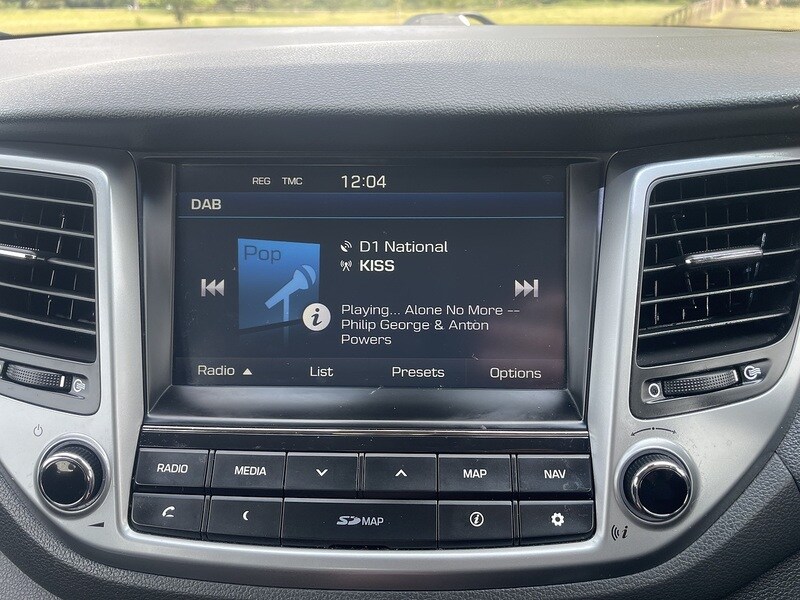 REG TMC 12:04
DAB
Pop
D1 National
KISS
Playing... Alone No More --
Philip George & Anton
Powers
Radio ▲ List Presets Options
RADIO MEDIA MAP NAV
SD MAP